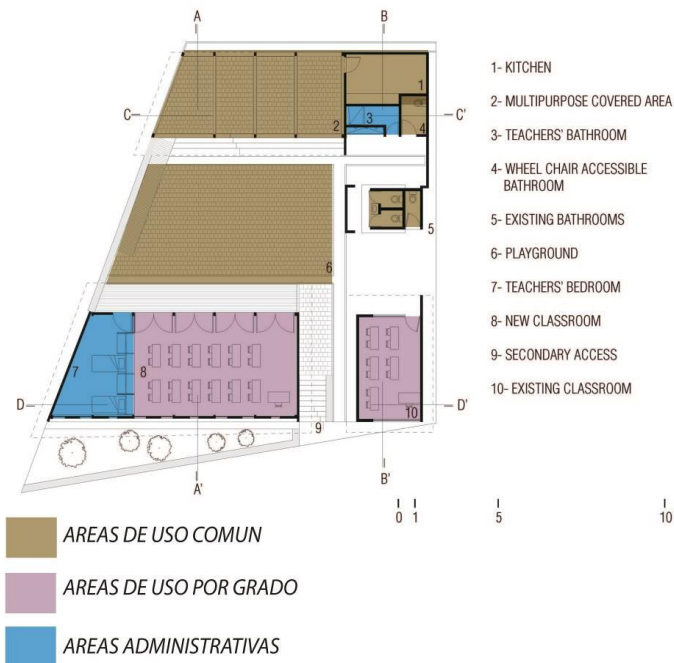 A
B
1- KITCHEN
2- MULTIPURPOSE COVERED AREA
3- TEACHERS' BATHROOM
4- WHEEL CHAIR ACCESSIBLE
BATHROOM
5- EXISTING BATHROOMS
6- PLAYGROUND
7- TEACHERS' BEDROOM
8- NEW CLASSROOM
9- SECONDARY ACCESS
10- EXISTING CLASSROOM
1
C
2
3
4
C'
5
6
7
8
D
10
D'
9
A'
B'
0 1 5 10
AREAS DE USO COMUN
AREAS DE USO POR GRADO
AREAS ADMINISTRATIVAS